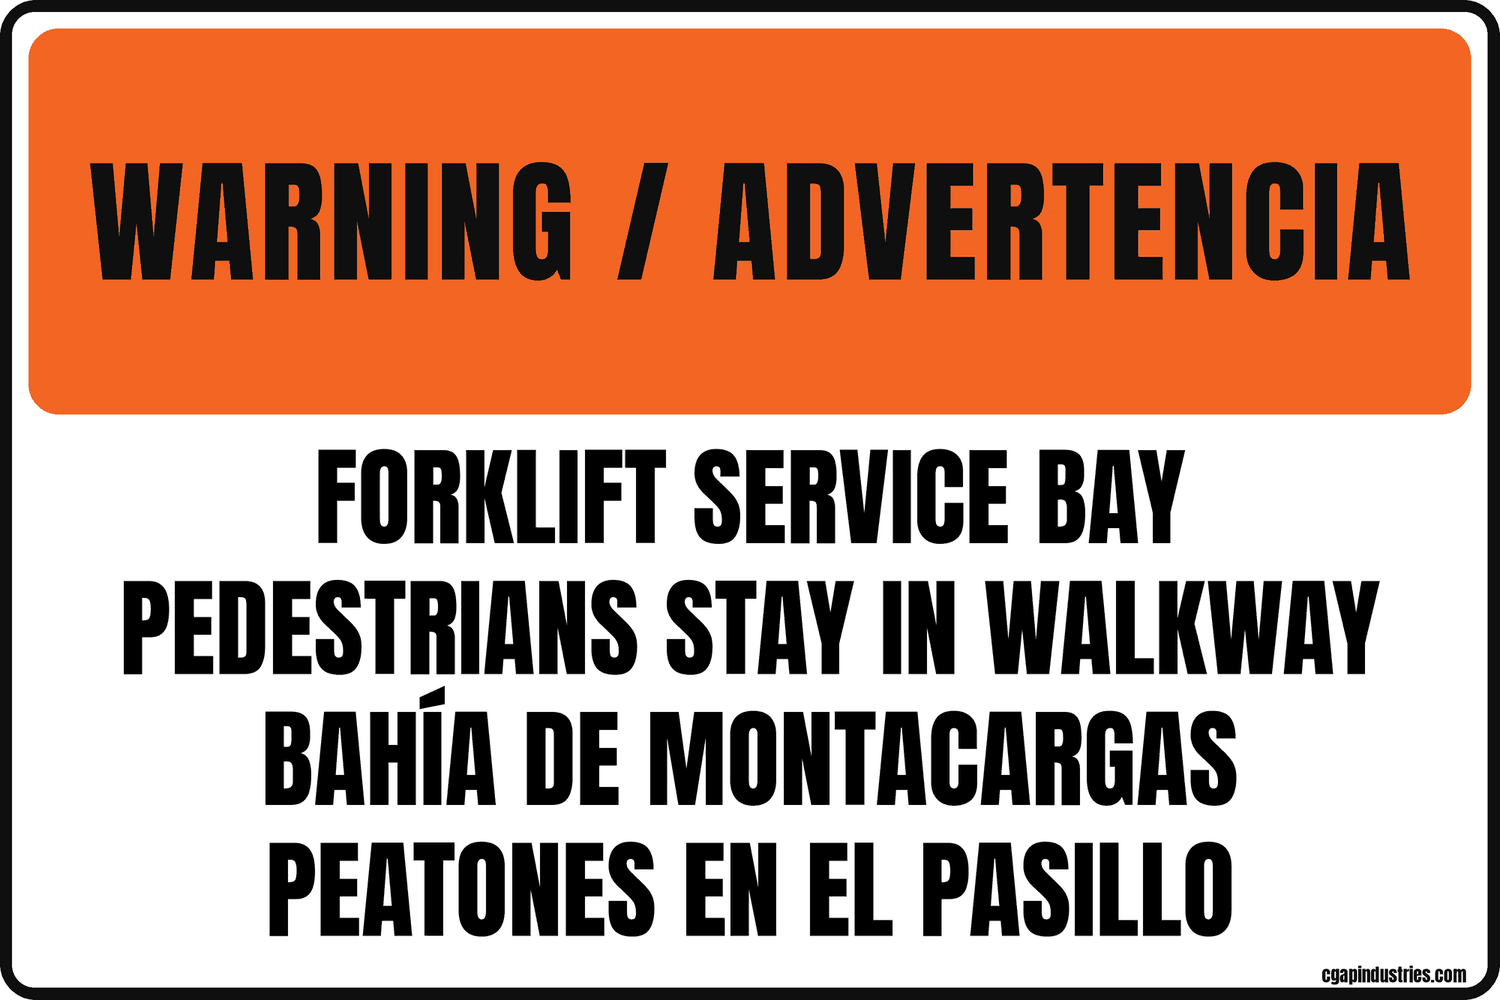 WARNING / ADVERTENCIA
FORKLIFT SERVICE BAY
PEDESTRIANS STAY IN WALKWAY
BAHÍA DE MONTACARGAS
PEATONES EN EL PASILLO
cgapindustries.com